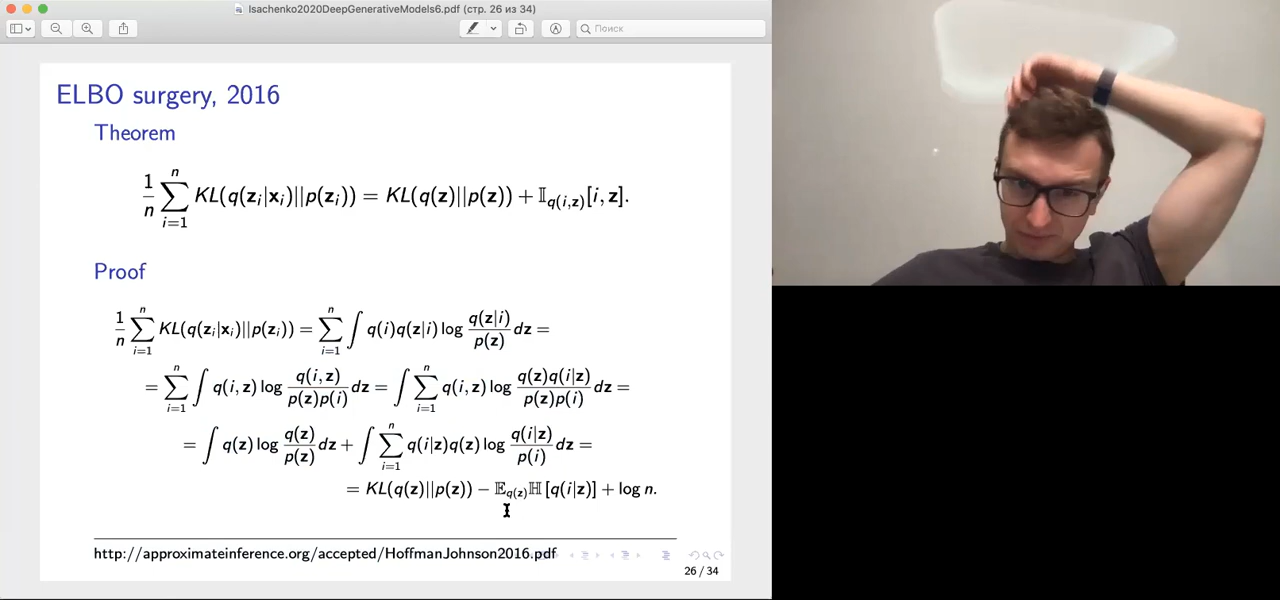 Isachenko2020DeepGenerativeModels6.pdf (стр. 26 из 34)
Поиск
ELBO surgery, 2016
Theorem
1/n ∑_{i=1}^{n} KL(q(z_i|x_i)||p(z_i)) = KL(q(z)||p(z)) + 𝕀_{q(i,z)}[i, z].
Proof
1/n ∑_{i=1}^{n} KL(q(z_i|x_i)||p(z_i)) = ∑_{i=1}^{n} ∫ q(i)q(z|i) log q(z|i)/p(z) dz =
= ∑_{i=1}^{n} ∫ q(i, z) log q(i, z)/p(z)p(i) dz = ∫ ∑_{i=1}^{n} q(i, z) log q(z)q(i|z)/p(z)p(i) dz =
= ∫ q(z) log q(z)/p(z) dz + ∫ ∑_{i=1}^{n} q(i|z)q(z) log q(i|z)/p(i) dz =
= KL(q(z)||p(z)) − 𝔼_{q(z)}ℍ [q(i|z)] + log n.
http://approximateinference.org/accepted/HoffmanJohnson2016.pdf
26 / 34